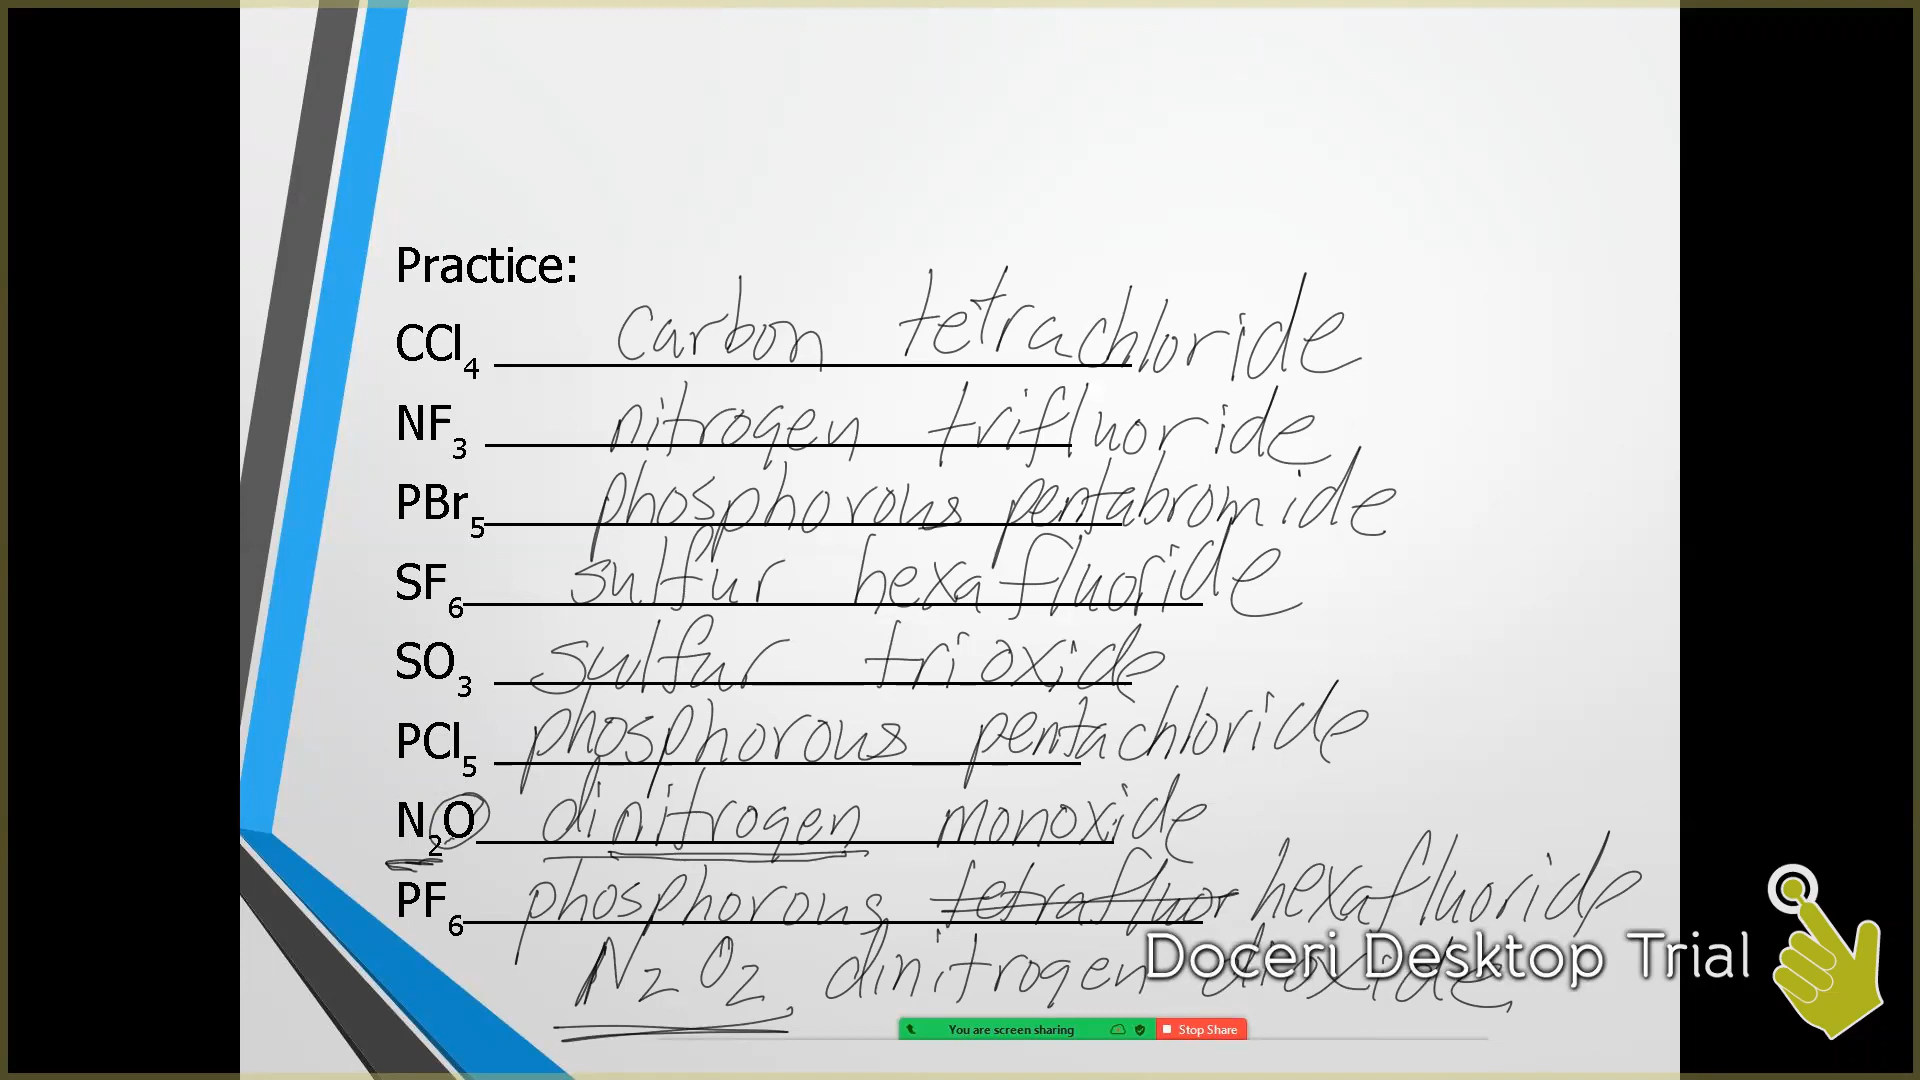 Practice:
CCl4 carbon tetrachloride
NF3 nitrogen trifluoride
PBr5 phosphorous pentabromide
SF6 sulfur hexafluoride
SO3 sulfur trioxide
PCl5 phosphorous pentachloride
N2O dinitrogen monoxide
PF6 phosphorous tetrafluor hexafluoride
N2O2 dinitrogen dioxide
Doceri Desktop Trial
You are screen sharing Stop Share